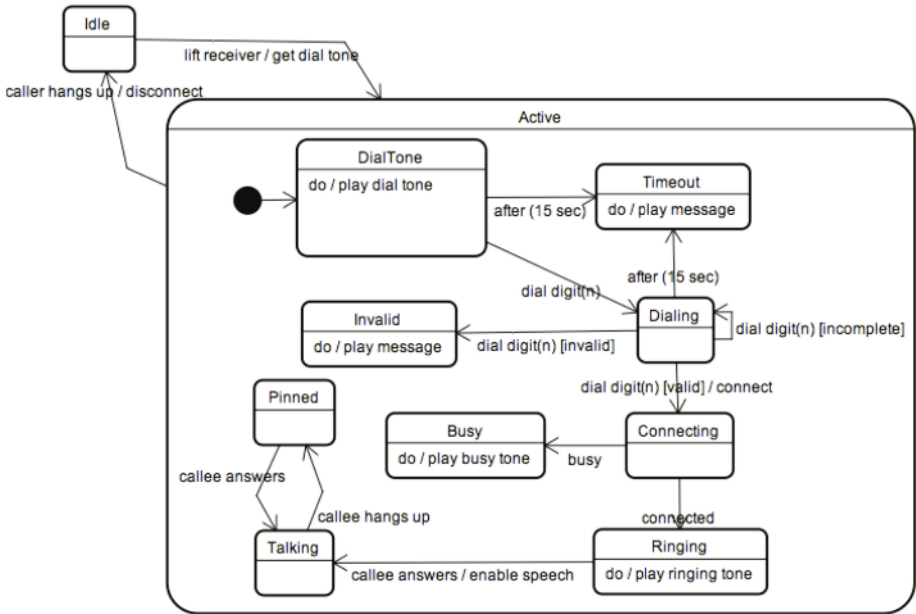 Idle
lift receiver / get dial tone
caller hangs up / disconnect
Active
DialTone
do / play dial tone
Timeout
do / play message
after (15 sec)
after (15 sec)
dial digit(n)
Invalid
do / play message
Dialing
dial digit(n) [incomplete]
dial digit(n) [invalid]
dial digit(n) [valid] / connect
Pinned
Busy
do / play busy tone
Connecting
busy
callee answers
callee hangs up
connected
Talking
Ringing
do / play ringing tone
callee answers / enable speech